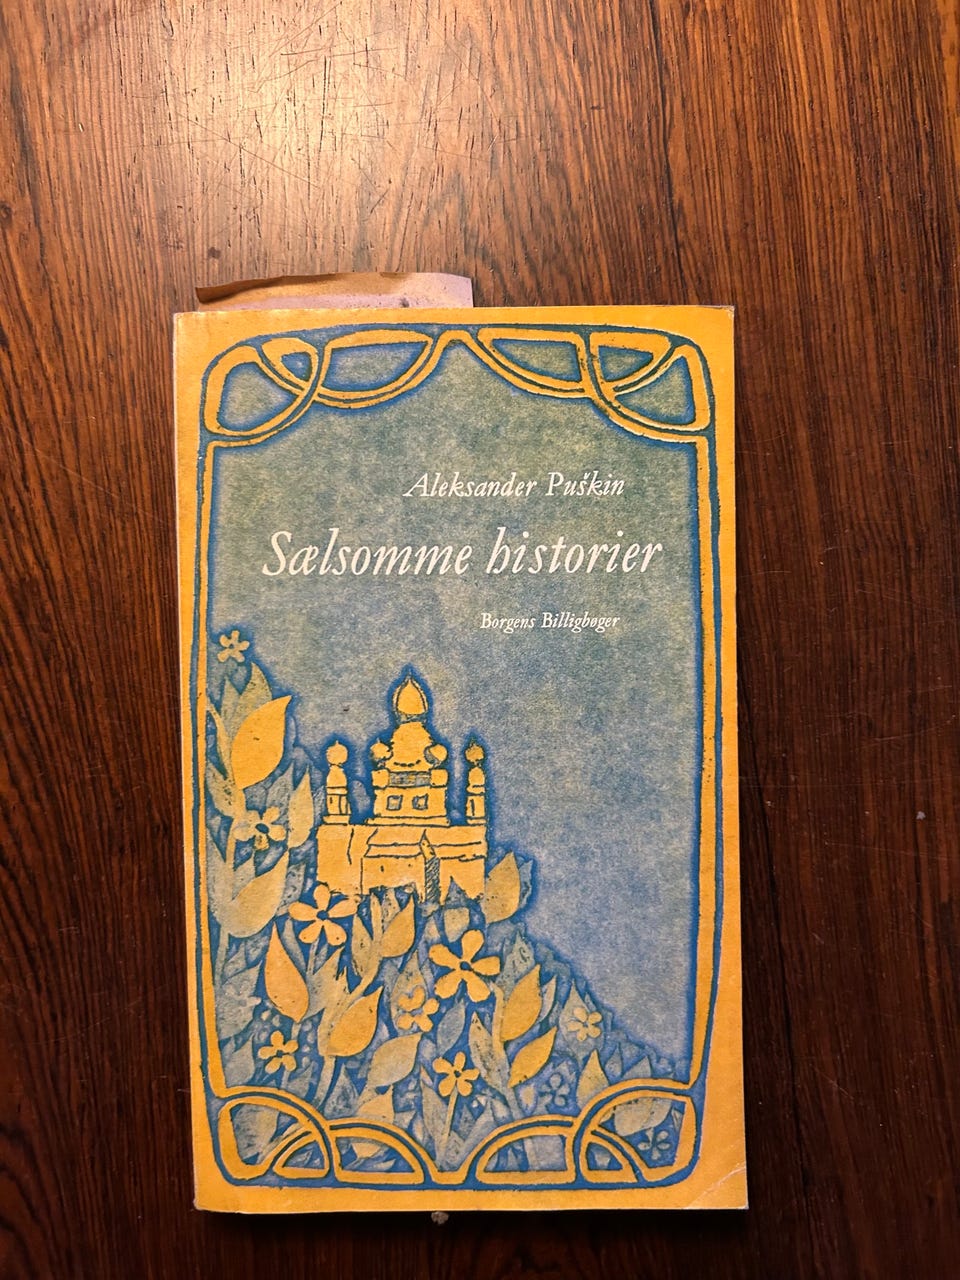 Aleksander Puškin
Sælsomme historier
Borgens Billigbøger